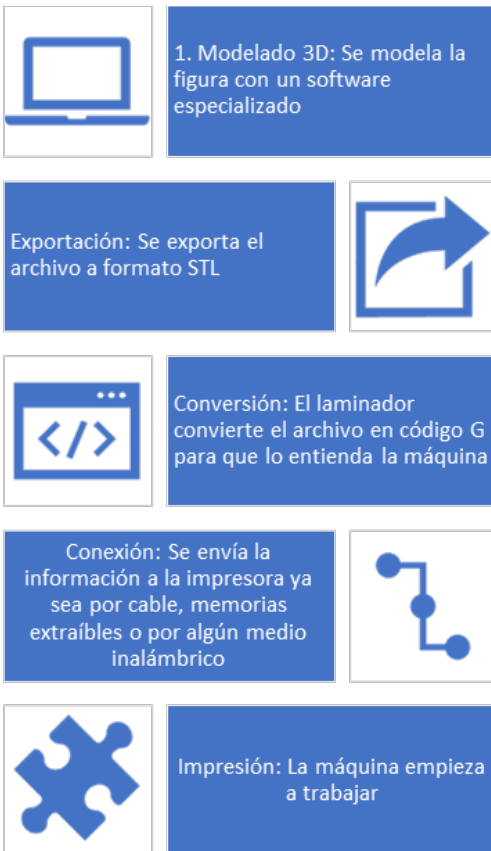 1. Modelado 3D: Se modela la
figura con un software
especializado
Exportación: Se exporta el
archivo a formato STL
</>
Conversión: El laminador
convierte el archivo en código G
para que lo entienda la máquina
Conexión: Se envía la
información a la impresora ya
sea por cable, memorias
extraíbles o por algún medio
inalámbrico
Impresión: La máquina empieza
a trabajar